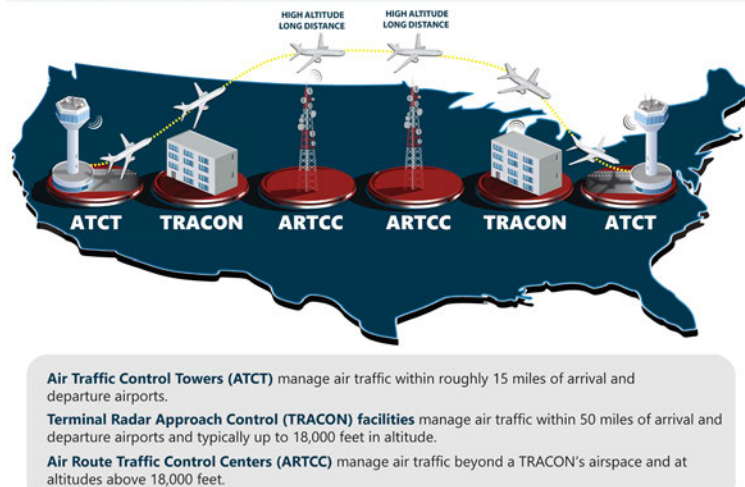 HIGH ALTITUDE
LONG DISTANCE
HIGH ALTITUDE
LONG DISTANCE
ATCT
TRACON
ARTCC
ARTCC
TRACON
ATCT
Air Traffic Control Towers (ATCT) manage air traffic within roughly 15 miles of arrival and
departure airports.
Terminal Radar Approach Control (TRACON) facilities manage air traffic within 50 miles of arrival and
departure airports and typically up to 18,000 feet in altitude.
Air Route Traffic Control Centers (ARTCC) manage air traffic beyond a TRACON’s airspace and at
altitudes above 18,000 feet.